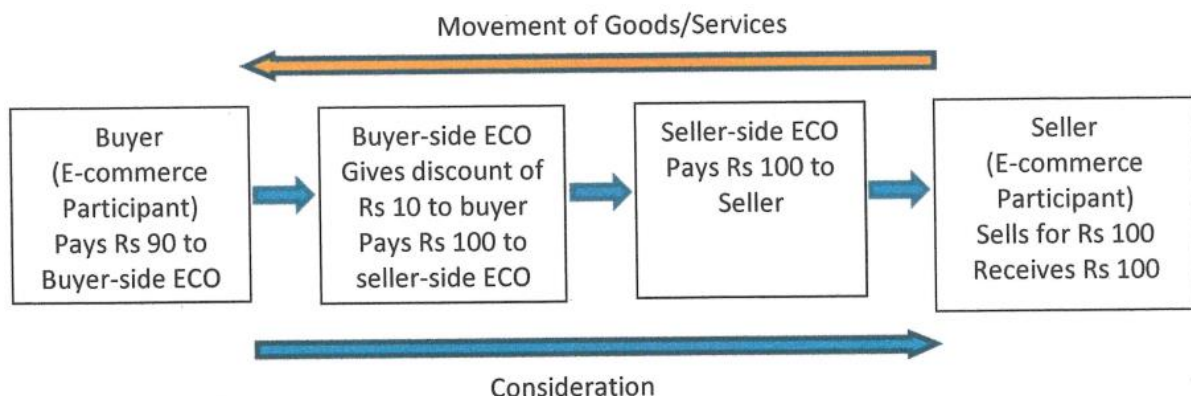 Movement of Goods/Services
Buyer
(E-commerce
Participant)
Pays Rs 90 to
Buyer-side ECO
Buyer-side ECO
Gives discount of
Rs 10 to buyer
Pays Rs 100 to
seller-side ECO
Seller-side ECO
Pays Rs 100 to
Seller
Seller
(E-commerce
Participant)
Sells for Rs 100
Receives Rs 100
Consideration